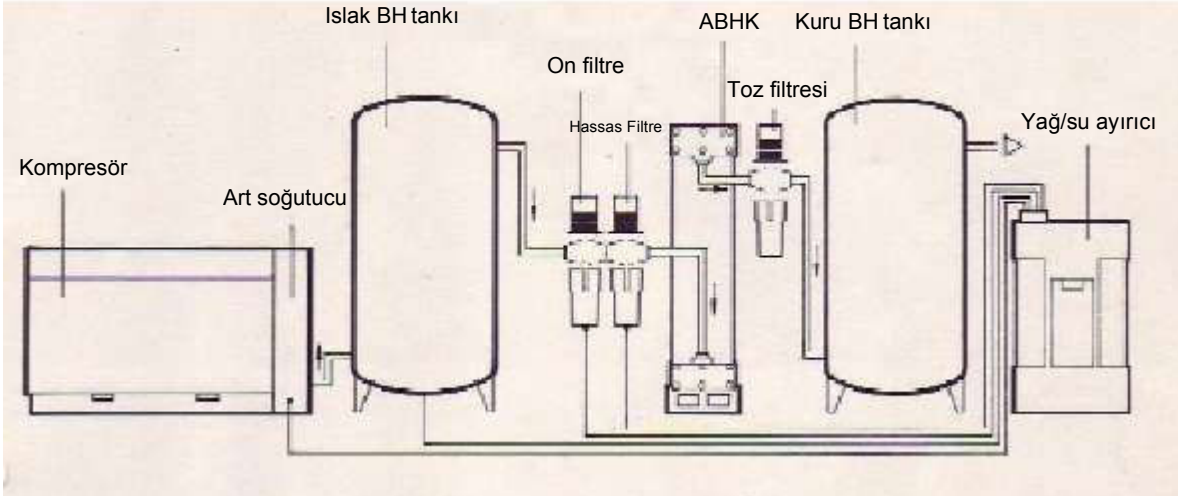 Islak BH tankı
ABHK
Kuru BH tankı
On filtre
Toz filtresi
Hassas Filtre
Yağ/su ayırıcı
Kompresör
Art soğutucu